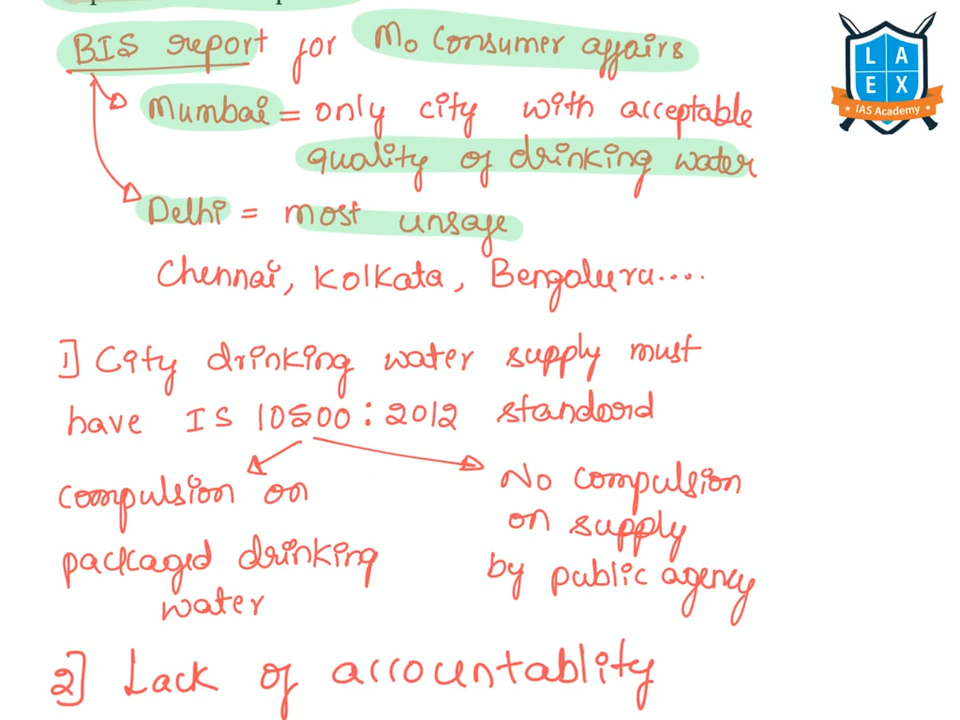 BIS report for Mo Consumer affairs
Mumbai = only city with acceptable
quality of drinking water
Delhi = most unsafe
Chennai, Kolkata, Bengaluru....
1] City drinking water supply must
have IS 10500:2012 standard
compulsion on
packaged drinking
water
No compulsion
on supply
by public agency
2] Lack of accountablity
L A
E X
IAS Academy